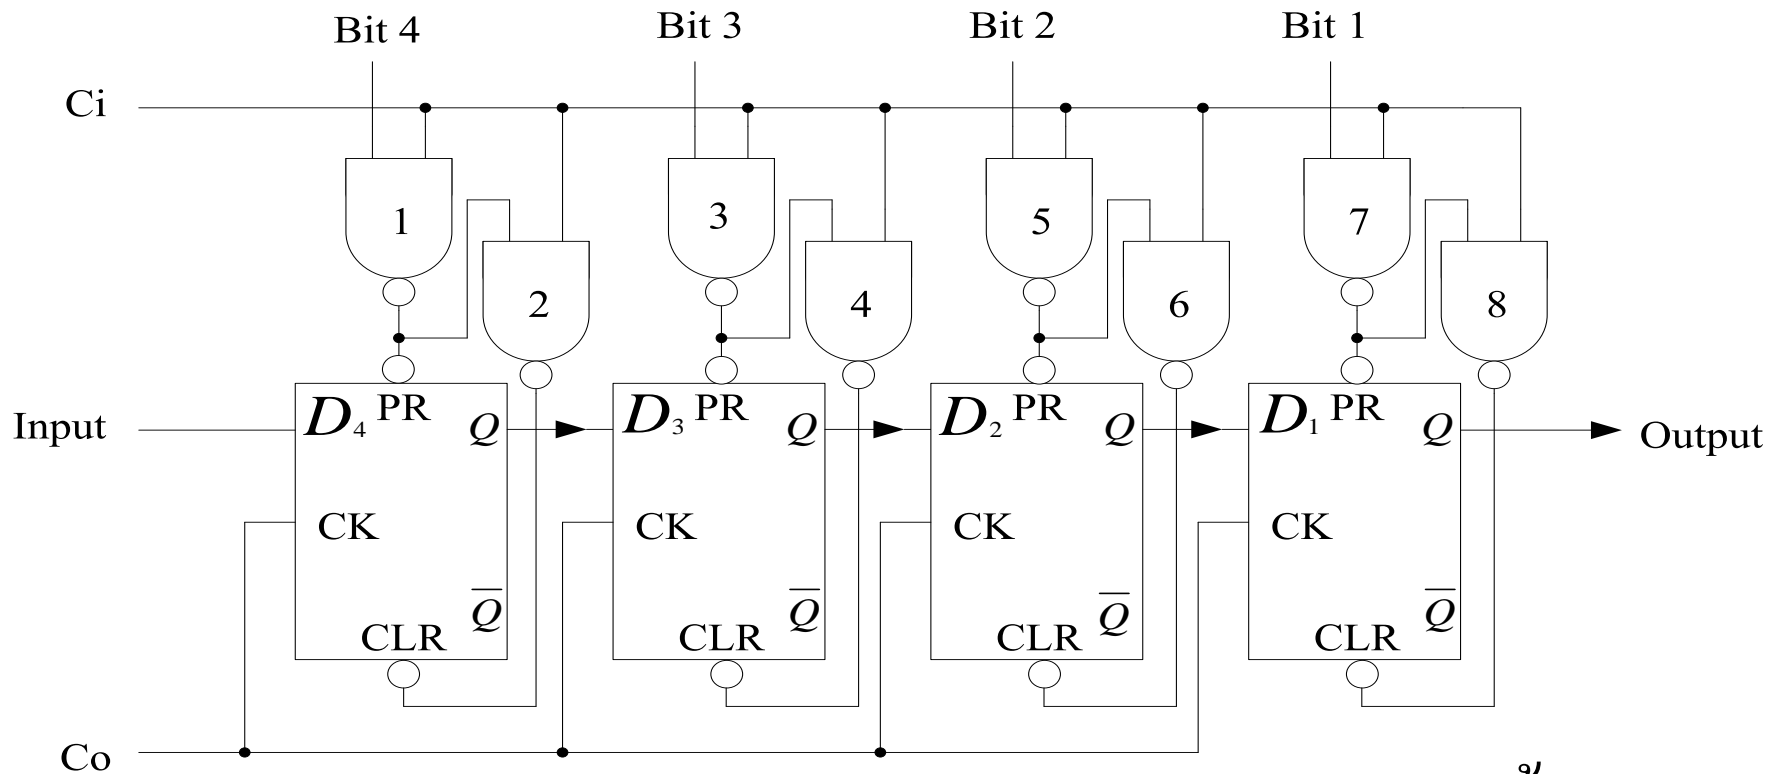 Bit 4 Bit 3 Bit 2 Bit 1
Ci
1 3 5 7
2 4 6 8
Input D₄ PR Q D₃ PR Q D₂ PR Q D₁ PR Q Output
CK CK CK CK
Q̅ Q̅ Q̅ Q̅
CLR CLR CLR CLR
Co